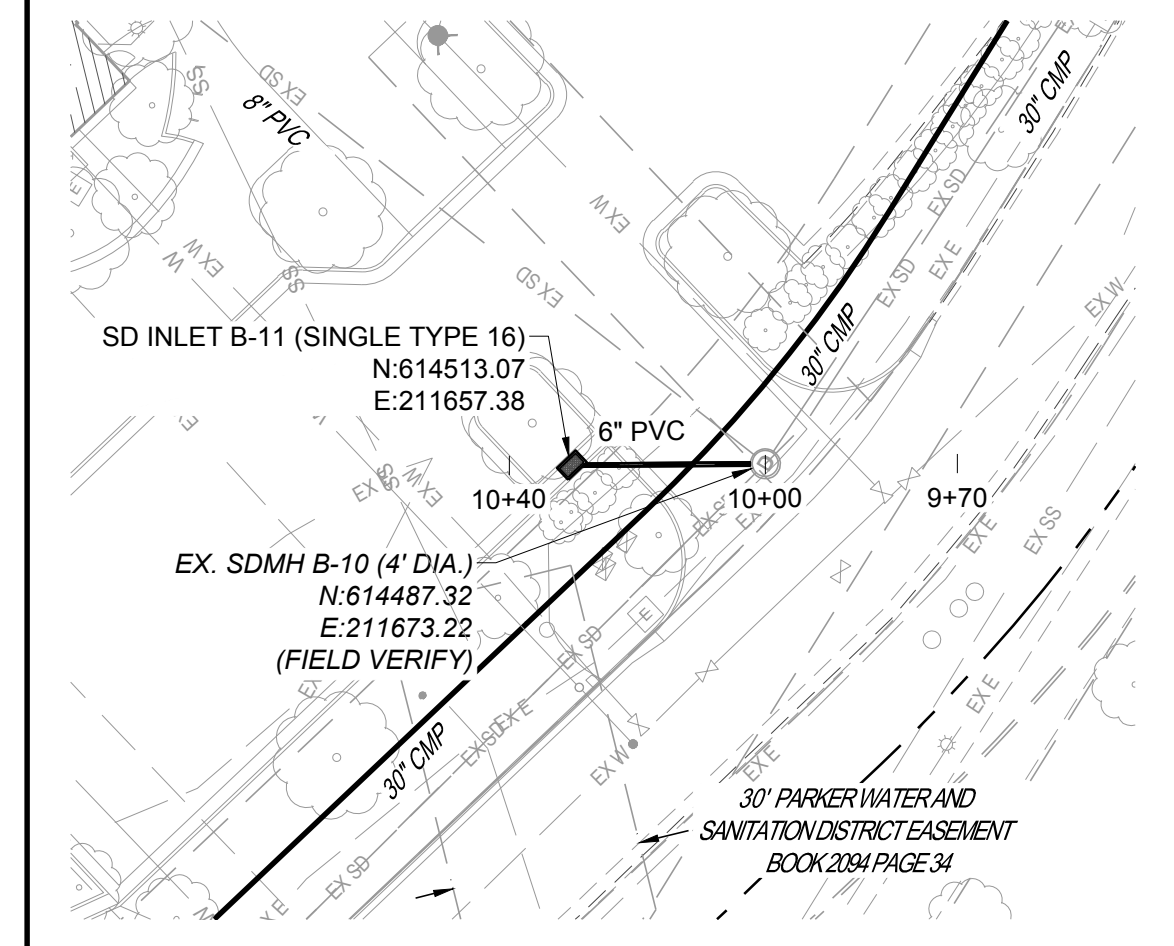 EX SD
8" PVC
SS
30" CMP
EX SD
EX W
EX SD
EX E
SS
W
EX W
EX SD
EX W
E
30" CMP
SD INLET B-11 (SINGLE TYPE 16)
N:614513.07
E:211657.38
6" PVC
10+40
10+00
9+70
EX W
EX E
EX SS
EX. SDMH B-10 (4' DIA.)
N:614487.32
E:211673.22
(FIELD VERIFY)
E
EX SD
EX SD
EX E
EX W
EX E
EX E
30" CMP
30' PARKER WATER AND
SANITATION DISTRICT EASEMENT
BOOK 2094 PAGE 34
EX SD
EX E